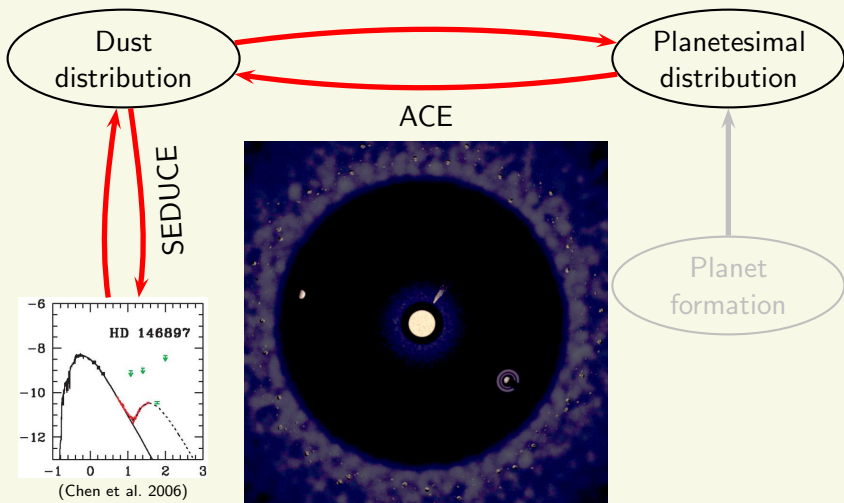 Dust
distribution
Planetesimal
distribution
ACE
SEDUCE
Planet
formation
HD 146897
-6
-8
-10
-12
-1 0 1 2 3
(Chen et al. 2006)